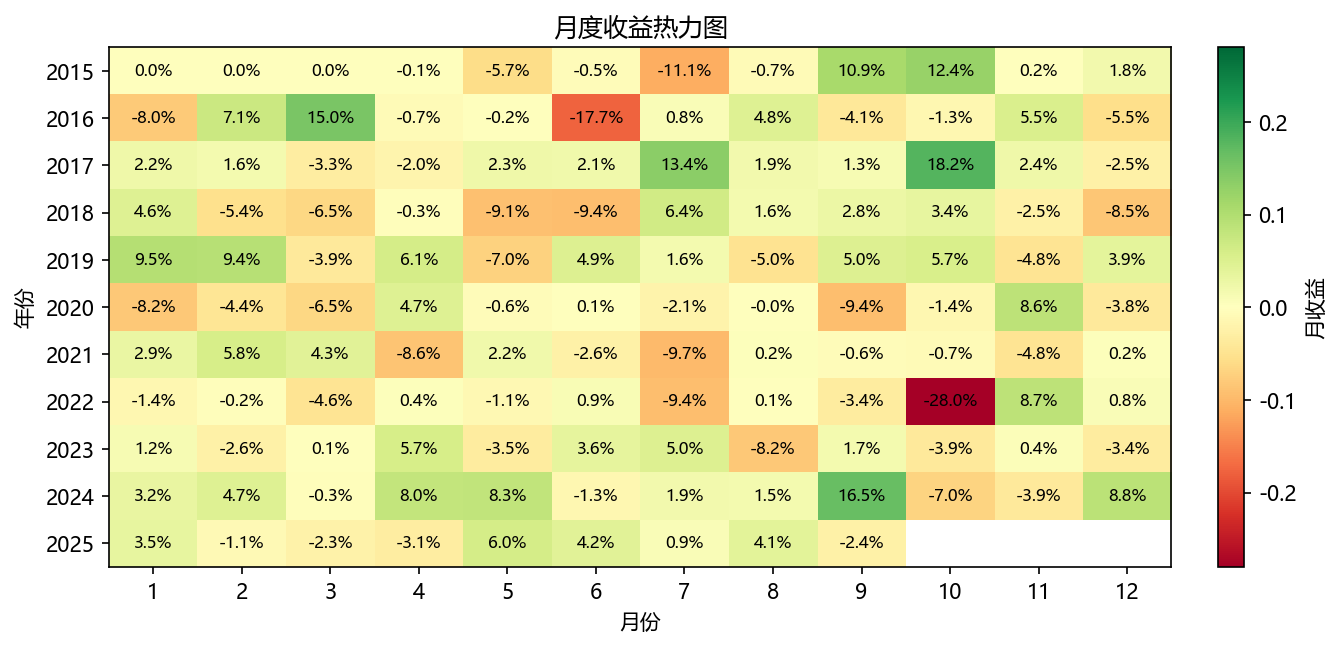 月度收益热力图
年份
2015 0.0% 0.0% 0.0% -0.1% -5.7% -0.5% -11.1% -0.7% 10.9% 12.4% 0.2% 1.8%
2016 -8.0% 7.1% 15.0% -0.7% -0.2% -17.7% 0.8% 4.8% -4.1% -1.3% 5.5% -5.5%
2017 2.2% 1.6% -3.3% -2.0% 2.3% 2.1% 13.4% 1.9% 1.3% 18.2% 2.4% -2.5%
2018 4.6% -5.4% -6.5% -0.3% -9.1% -9.4% 6.4% 1.6% 2.8% 3.4% -2.5% -8.5%
2019 9.5% 9.4% -3.9% 6.1% -7.0% 4.9% 1.6% -5.0% 5.0% 5.7% -4.8% 3.9%
2020 -8.2% -4.4% -6.5% 4.7% -0.6% 0.1% -2.1% -0.0% -9.4% -1.4% 8.6% -3.8%
2021 2.9% 5.8% 4.3% -8.6% 2.2% -2.6% -9.7% 0.2% -0.6% -0.7% -4.8% 0.2%
2022 -1.4% -0.2% -4.6% 0.4% -1.1% 0.9% -9.4% 0.1% -3.4% -28.0% 8.7% 0.8%
2023 1.2% -2.6% 0.1% 5.7% -3.5% 3.6% 5.0% -8.2% 1.7% -3.9% 0.4% -3.4%
2024 3.2% 4.7% -0.3% 8.0% 8.3% -1.3% 1.9% 1.5% 16.5% -7.0% -3.9% 8.8%
2025 3.5% -1.1% -2.3% -3.1% 6.0% 4.2% 0.9% 4.1% -2.4%
1 2 3 4 5 6 7 8 9 10 11 12
月份
0.2
0.1
0.0
-0.1
-0.2
月收益